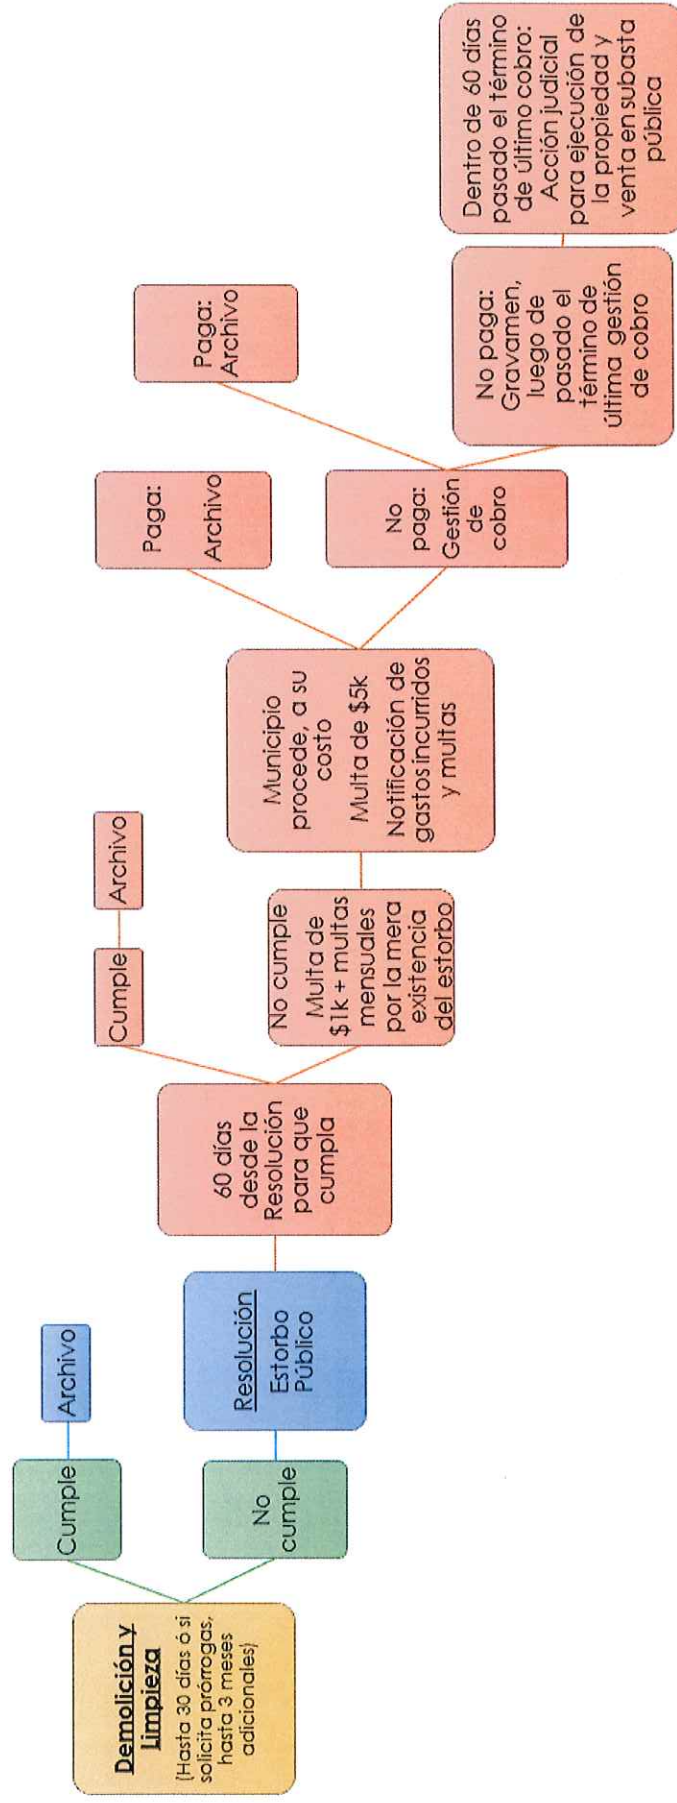 Demolición y
Limpieza
(Hasta 30 días ó si
solicita prórrogas,
hasta 3 meses
adicionales)
Cumple
Archivo
No
cumple
Resolución
Estorbo
Público
60 días
desde la
Resolución
para que
cumpla
Cumple
Archivo
No cumple
Multa de
$1k + multas
mensuales
por la mera
existencia
del estorbo
Municipio
procede, a su
costo
Multa de $5k
Notificación de
gastos incurridos
y multas
Paga:
Archivo
No
paga:
Gestión
de
cobro
Paga:
Archivo
No paga:
Gravamen,
luego de
pasado el
término de
última gestión
de cobro
Dentro de 60 días
pasado el término
de último cobro:
Acción judicial
para ejecución de
la propiedad y
venta en subasta
pública